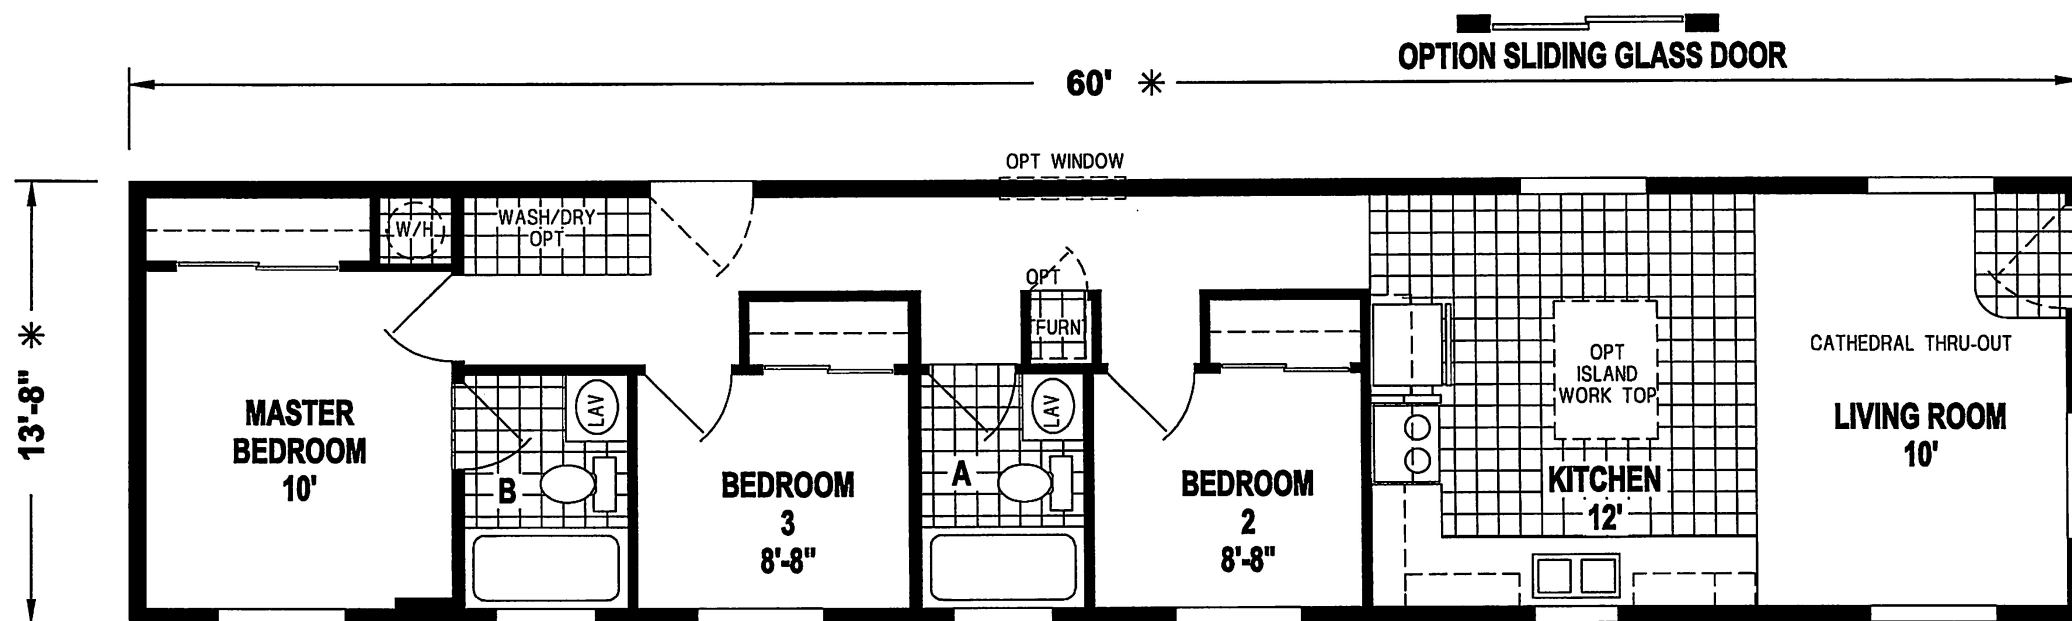 OPTION SLIDING GLASS DOOR
60' ✳
OPT WINDOW
13'-8" ✳
W/H
WASH/DRY
OPT
OPT
FURN
LAV
LAV
MASTER
BEDROOM
10'
B
BEDROOM
3
8'-8"
A
BEDROOM
2
8'-8"
OPT
ISLAND
WORK TOP
KITCHEN
12'
CATHEDRAL THRU-OUT
LIVING ROOM
10'